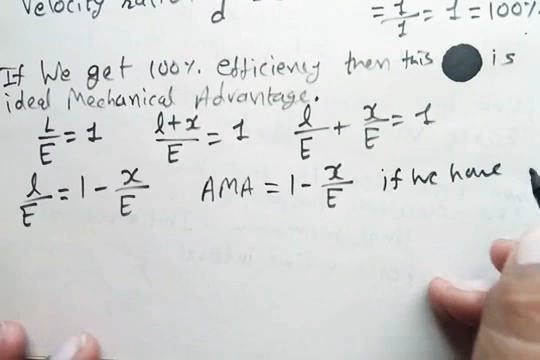 Velocity
d
= 1/1 = 1 = 100%
If We get 100% efficiency then this is
ideal Mechanical Advantage.
L/E = 1 l+x/E = 1 l/E + x/E = 1
l/E = 1 - x/E AMA = 1 - x/E if we have